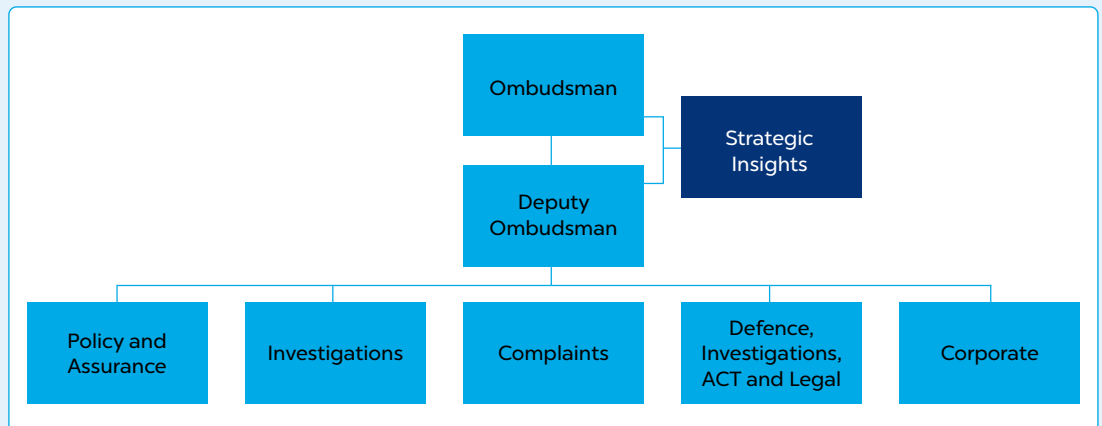 Ombudsman
Strategic
Insights
Deputy
Ombudsman
Policy and
Assurance
Investigations
Complaints
Defence,
Investigations,
ACT and Legal
Corporate